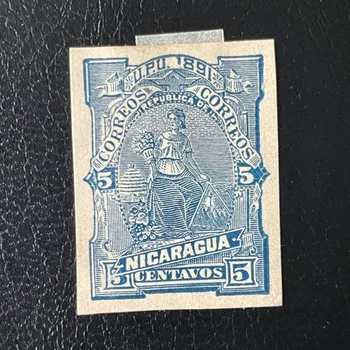 U.P.U. 1891
CORREOS CORREOS
REPUBLICA DE
5 5
NICARAGUA
5 CENTAVOS 5